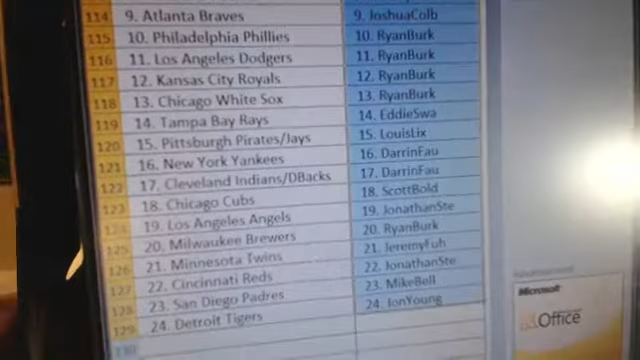 114 9. Atlanta Braves 9. JoshuaColb
115 10. Philadelphia Phillies 10. RyanBurk
116 11. Los Angeles Dodgers 11. RyanBurk
117 12. Kansas City Royals 12. RyanBurk
118 13. Chicago White Sox 13. RyanBurk
119 14. Tampa Bay Rays 14. EddieSwa
120 15. Pittsburgh Pirates/Jays 15. LouisLix
121 16. New York Yankees 16. DarrinFau
122 17. Cleveland Indians/DBacks 17. DarrinFau
123 18. Chicago Cubs 18. ScottBold
124 19. Los Angeles Angels 19. JonathanSte
125 20. Milwaukee Brewers 20. RyanBurk
126 21. Minnesota Twins 21. JeremyFuh
127 22. Cincinnati Reds 22. JonathanSte
128 23. San Diego Padres 23. MikeBell
129 24. Detroit Tigers 24. JonYoung
130
Microsoft
Office